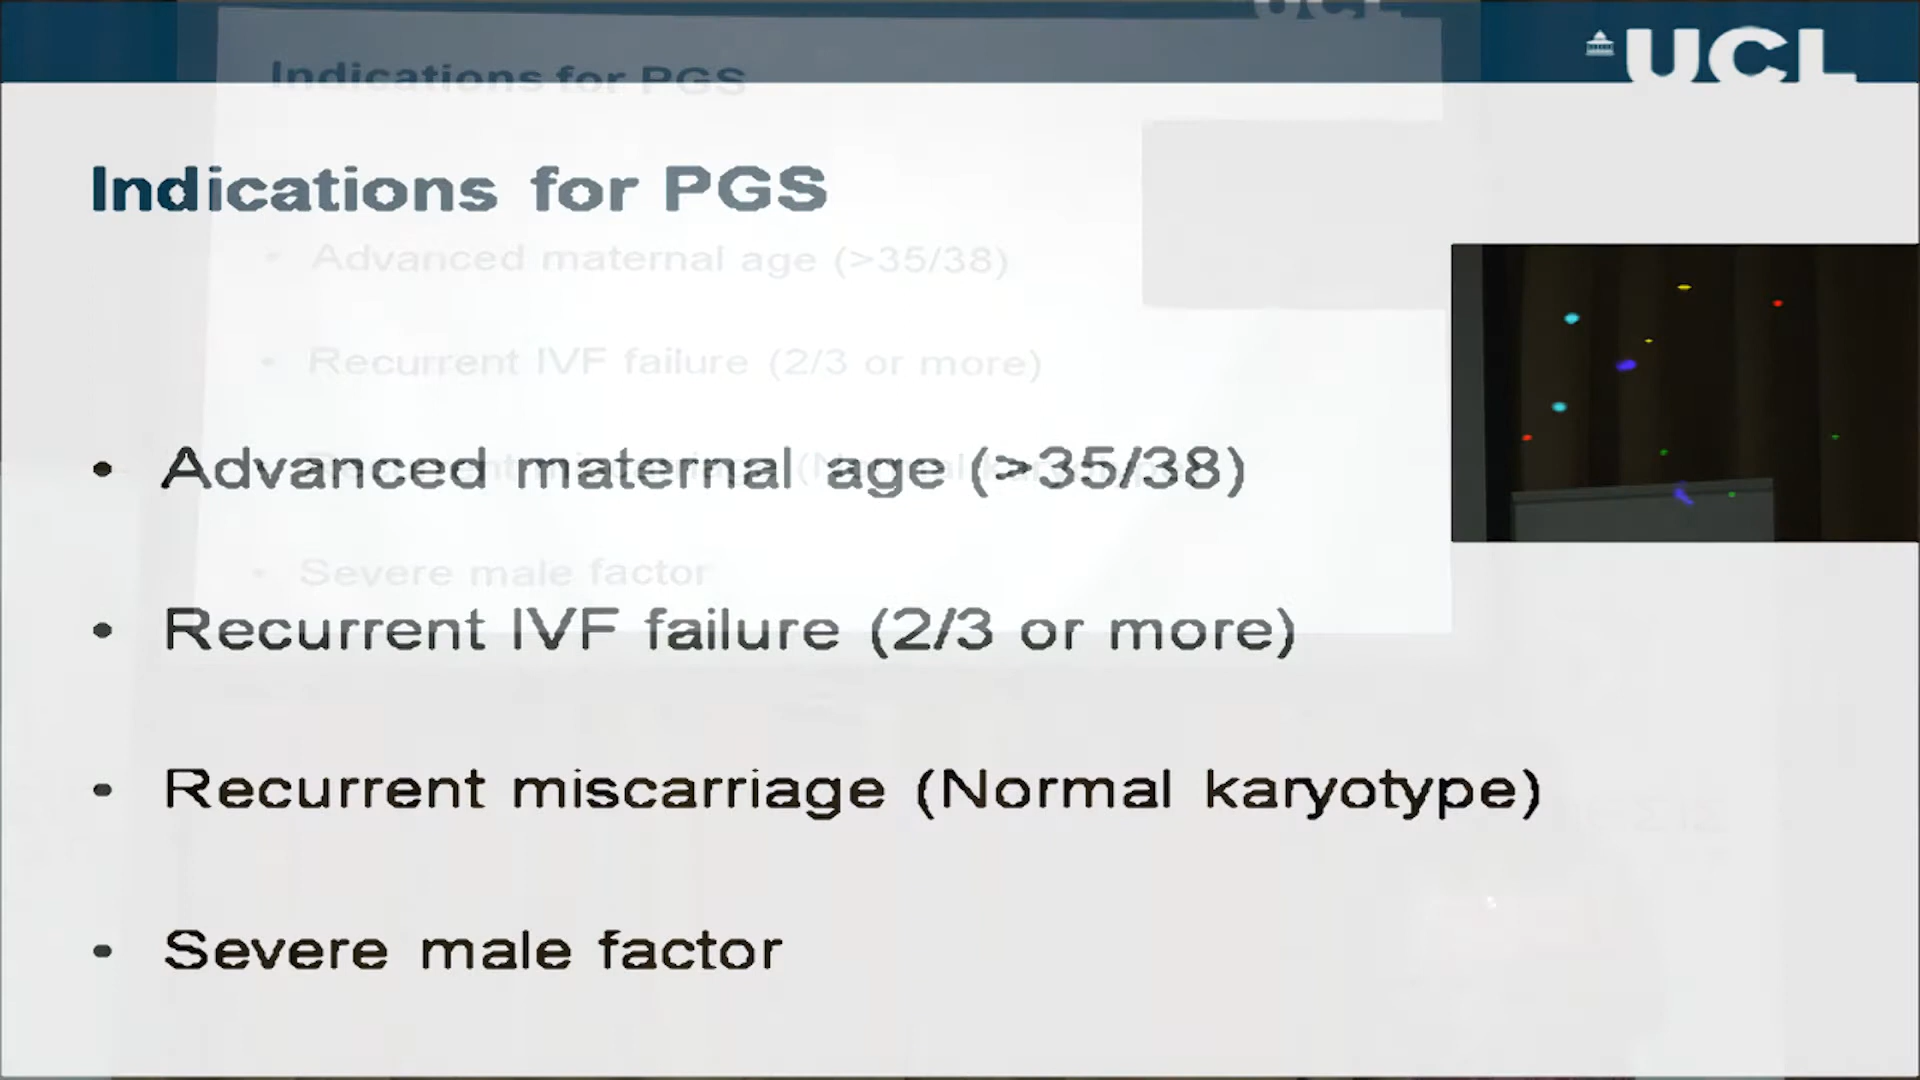 UCL
Indications for PGS
Indications for PGS
• Advanced maternal age (>35/38)
• Recurrent IVF failure (2/3 or more)
• Advanced maternal age (>35/38)
• Severe male factor
• Recurrent IVF failure (2/3 or more)
• Recurrent miscarriage (Normal karyotype)
• Severe male factor